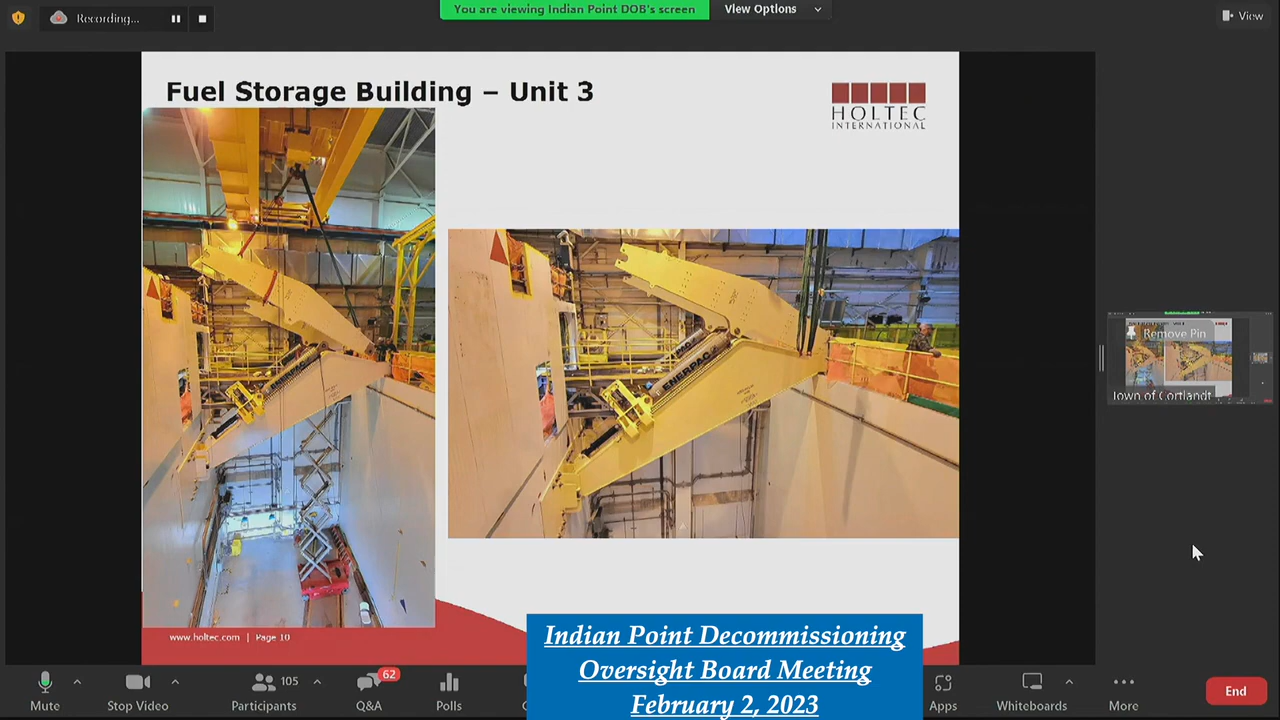 Recording...
You are viewing Indian Point DOB's screen
View Options
View
Fuel Storage Building – Unit 3
HOLTEC
INTERNATIONAL
ENERPAC
Remove Pin
Town of Cortlandt
www.holtec.com | Page 10
Indian Point Decommissioning
Oversight Board Meeting
February 2, 2023
105
62
Mute
Stop Video
Participants
Q&A
Polls
Apps
Whiteboards
More
End